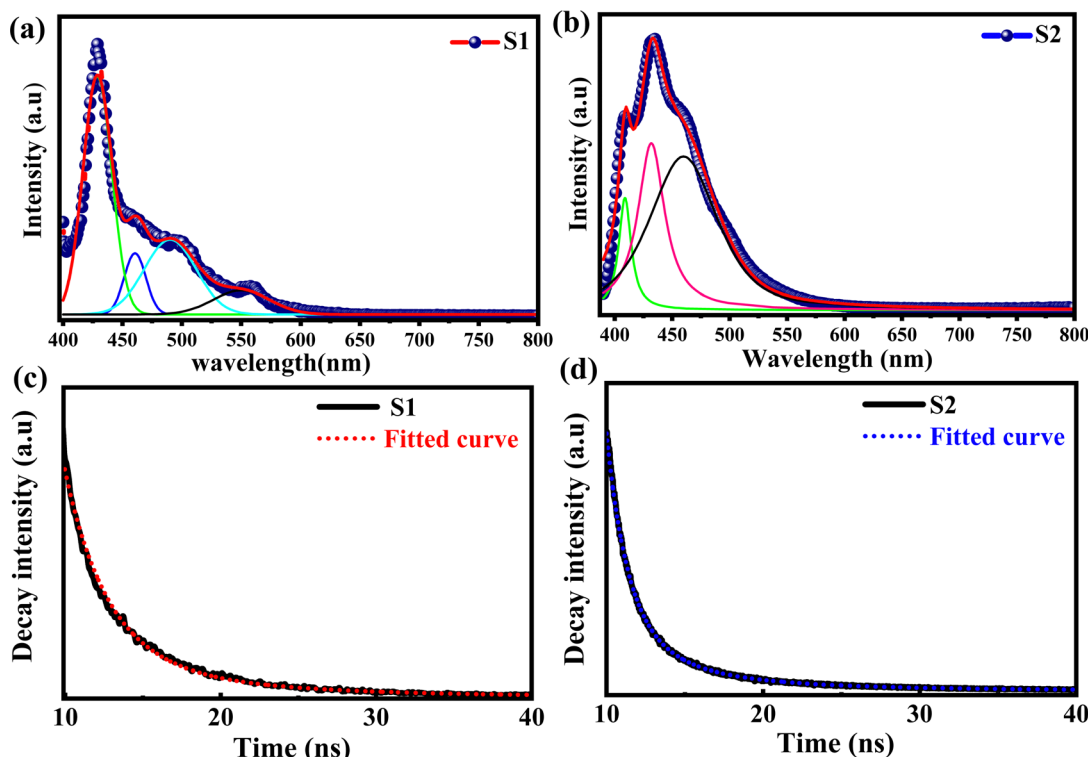 (a)
S1
Intensity (a.u)
400 450 500 550 600 650 700 750 800
wavelength(nm)
(b)
S2
Intensity (a.u)
400 450 500 550 600 650 700 750 800
Wavelength (nm)
(c)
S1
Fitted curve
Decay intensity (a.u)
10 20 30 40
Time (ns)
(d)
S2
Fitted curve
Decay intensity (a.u)
10 20 30 40
Time (ns)